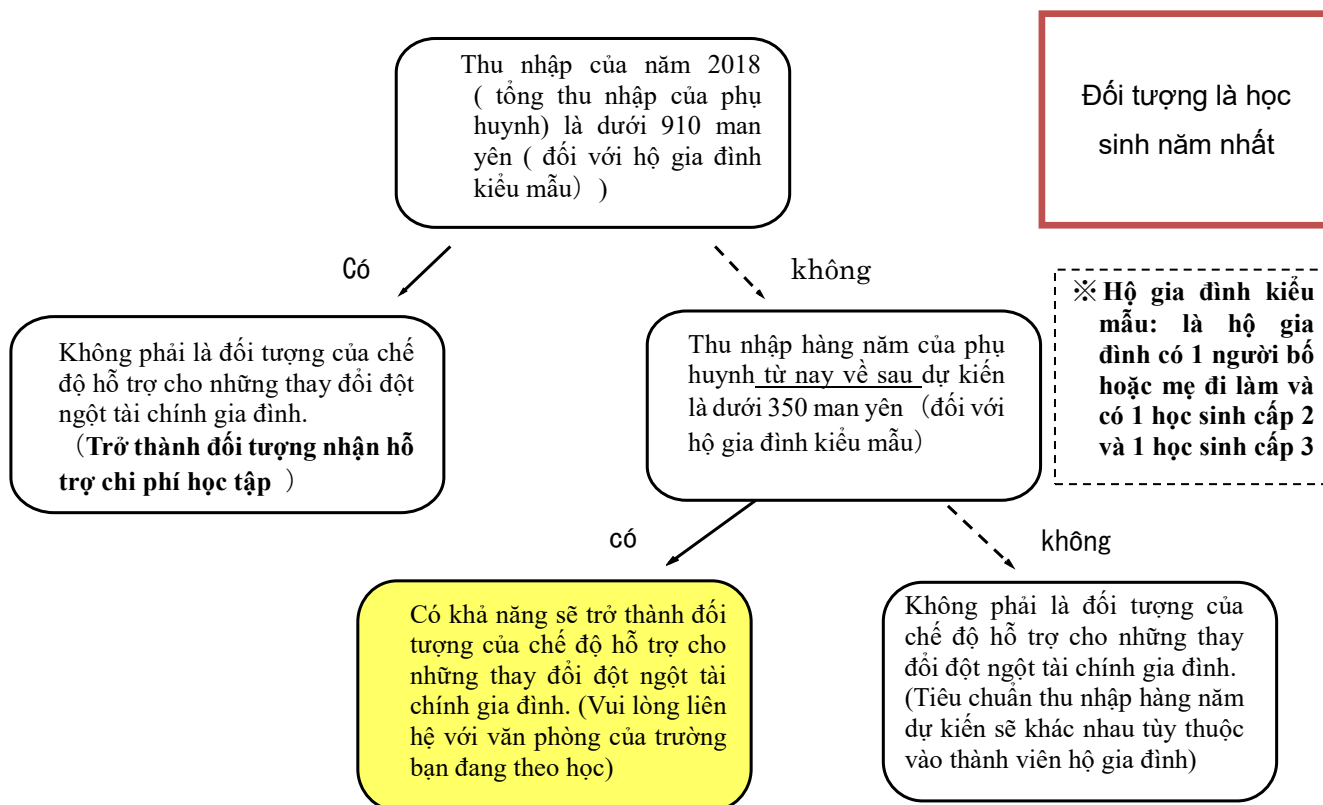 Thu nhập của năm 2018
( tổng thu nhập của phụ
huynh) là dưới 910 man
yên ( đối với hộ gia đình
kiểu mẫu））
Đối tượng là học
sinh năm nhất
Có
không
※ Hộ gia đình kiểu
mẫu: là hộ gia
đình có 1 người bố
hoặc mẹ đi làm và
có 1 học sinh cấp 2
và 1 học sinh cấp 3
Không phải là đối tượng của chế
độ hỗ trợ cho những thay đổi đột
ngột tài chính gia đình.
（Trở thành đối tượng nhận hỗ
trợ chi phí học tập ）
Thu nhập hàng năm của phụ
huynh từ nay về sau dự kiến
là dưới 350 man yên （đối với
hộ gia đình kiểu mẫu）
có
không
Có khả năng sẽ trở thành đối
tượng của chế độ hỗ trợ cho
những thay đổi đột ngột tài
chính gia đình. (Vui lòng liên
hệ với văn phòng của trường
bạn đang theo học)
Không phải là đối tượng của
chế độ hỗ trợ cho những thay
đổi đột ngột tài chính gia đình.
(Tiêu chuẩn thu nhập hàng năm
dự kiến sẽ khác nhau tùy thuộc
vào thành viên hộ gia đình)